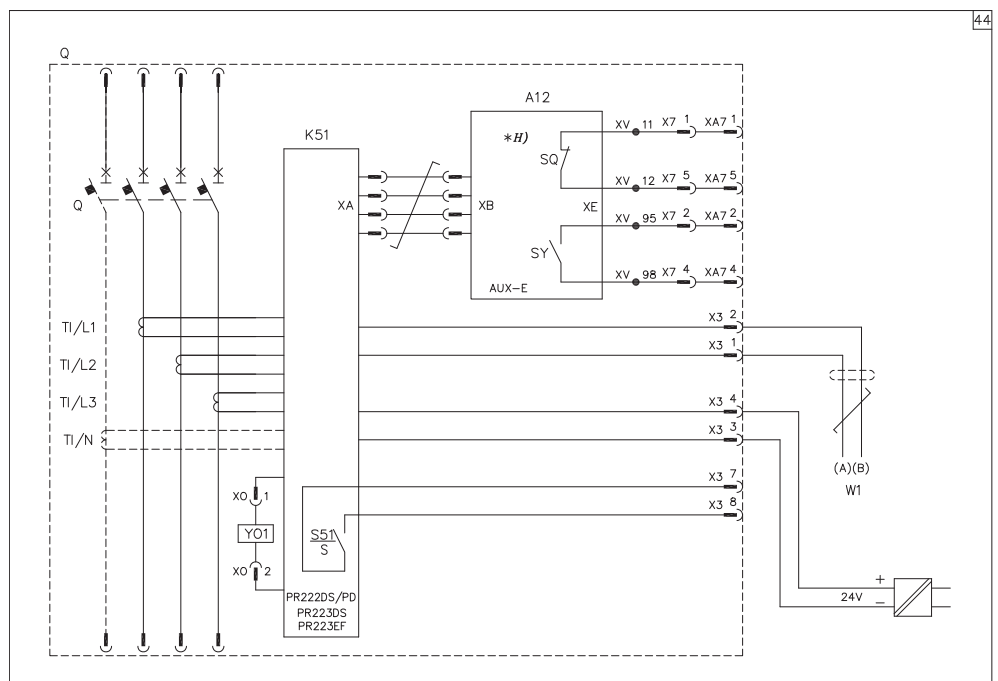 44
Q
A12
K51
*H)
XV 11 X7 1 XA7 1
SQ
XV 12 X7 5 XA7 5
XA
XB
XE
Q
XV 95 X7 2 XA7 2
SY
XV 98 X7 4 XA7 4
AUX-E
TI/L1
X3 2
X3 1
TI/L2
TI/L3
X3 4
TI/N
X3 3
(A)(B)
W1
X3 7
X0 1
X3 8
YO1
S51
S
X0 2
+
24V
-
PR222DS/PD
PR223DS
PR223EF